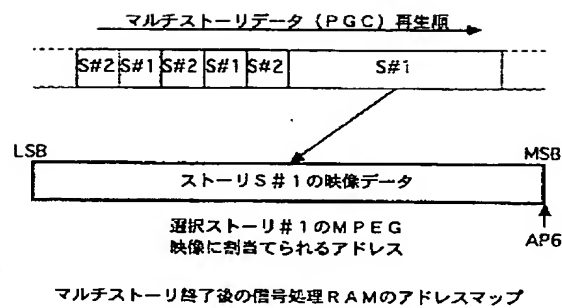 マルチストーリデータ（ＰＧＣ）再生順
S#2 S#1 S#2 S#1 S#2 S#1
LSB MSB
ストーリＳ＃１の映像データ
選択ストーリ＃１のＭＰＥＧ
映像に割当てられるアドレス
AP6
マルチストーリ終了後の信号処理ＲＡＭのアドレスマップ